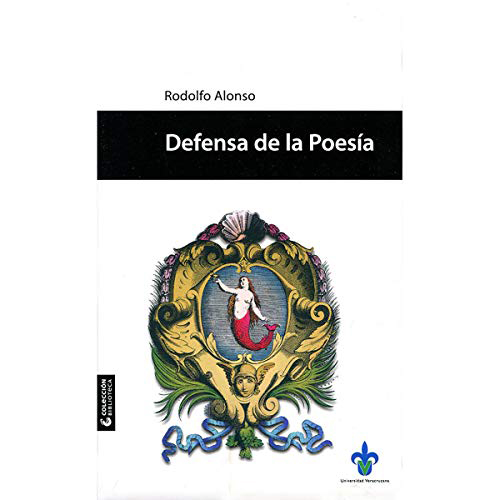 Rodolfo Alonso
Defensa de la Poesía
COLECCIÓN
BIBLIOTECA
Universidad Veracruzana